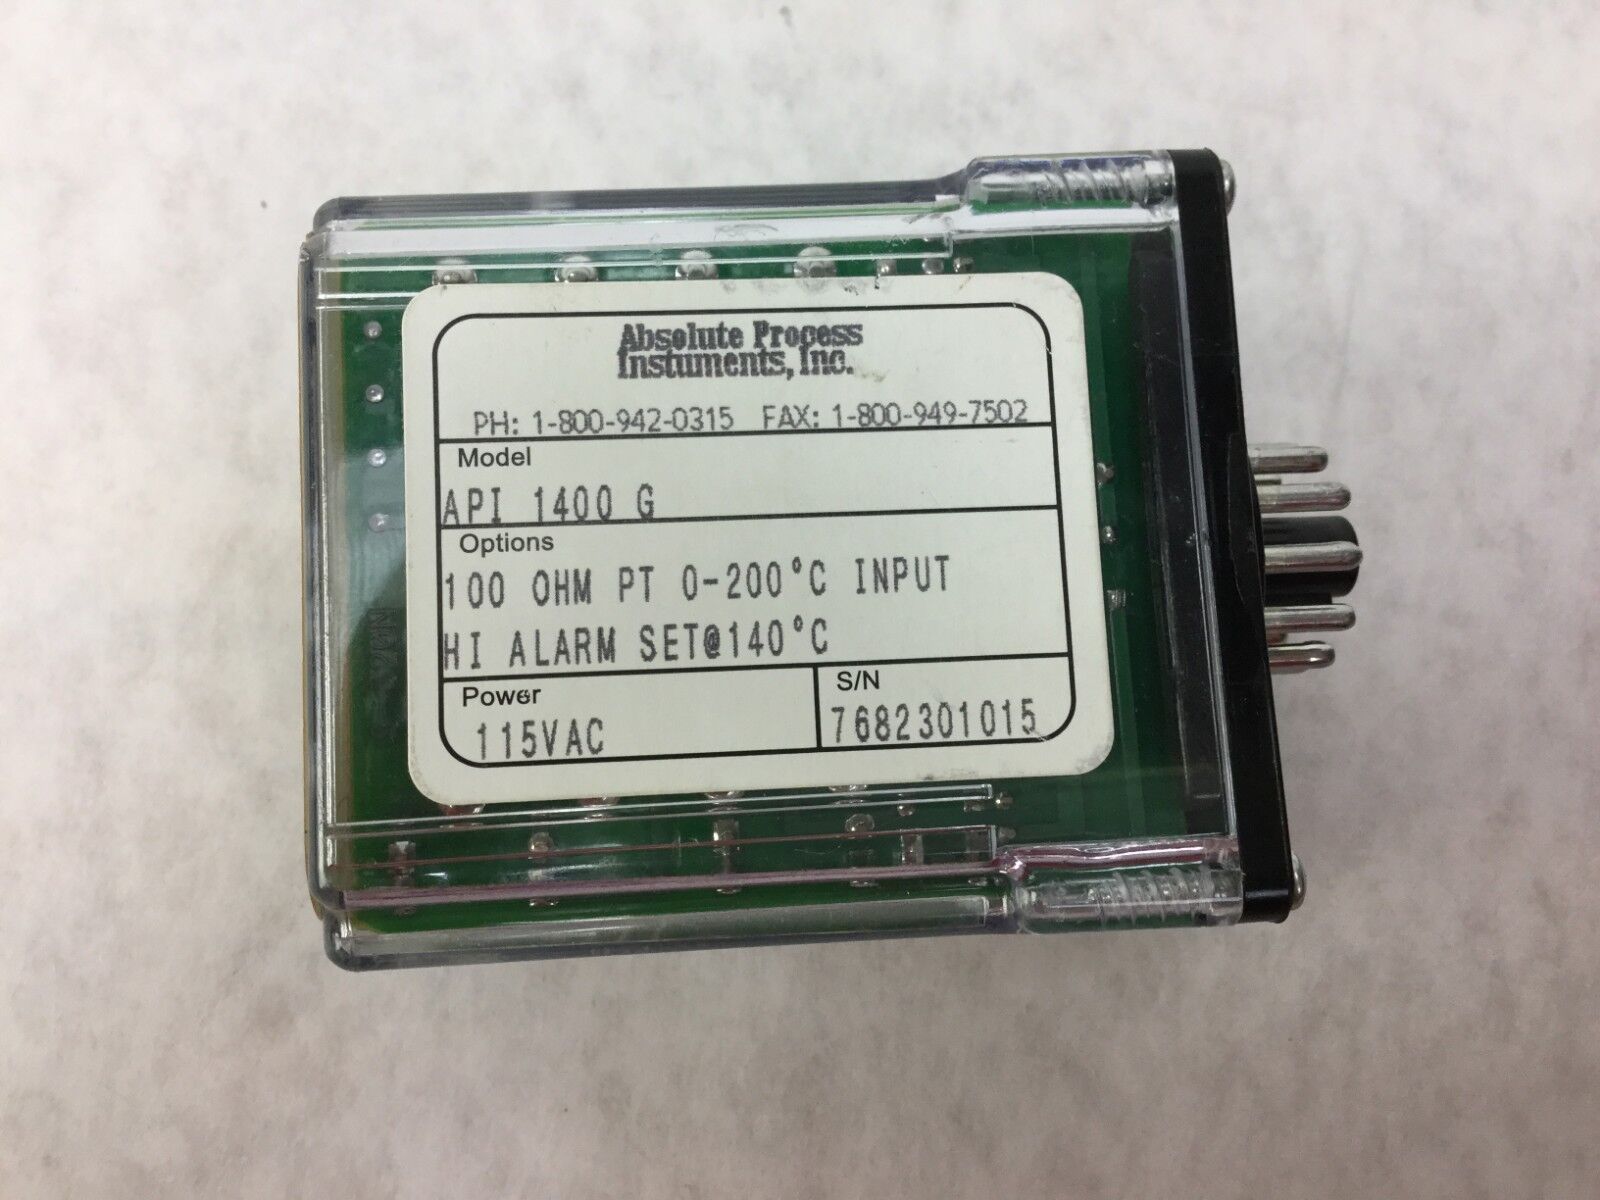 Absolute Process
Instuments, Inc.
PH: 1-800-942-0315 FAX: 1-800-949-7502
Model
API 1400 G
Options
100 OHM PT 0-200°C INPUT
HI ALARM SET@140°C
Power
115VAC
S/N
7682301015